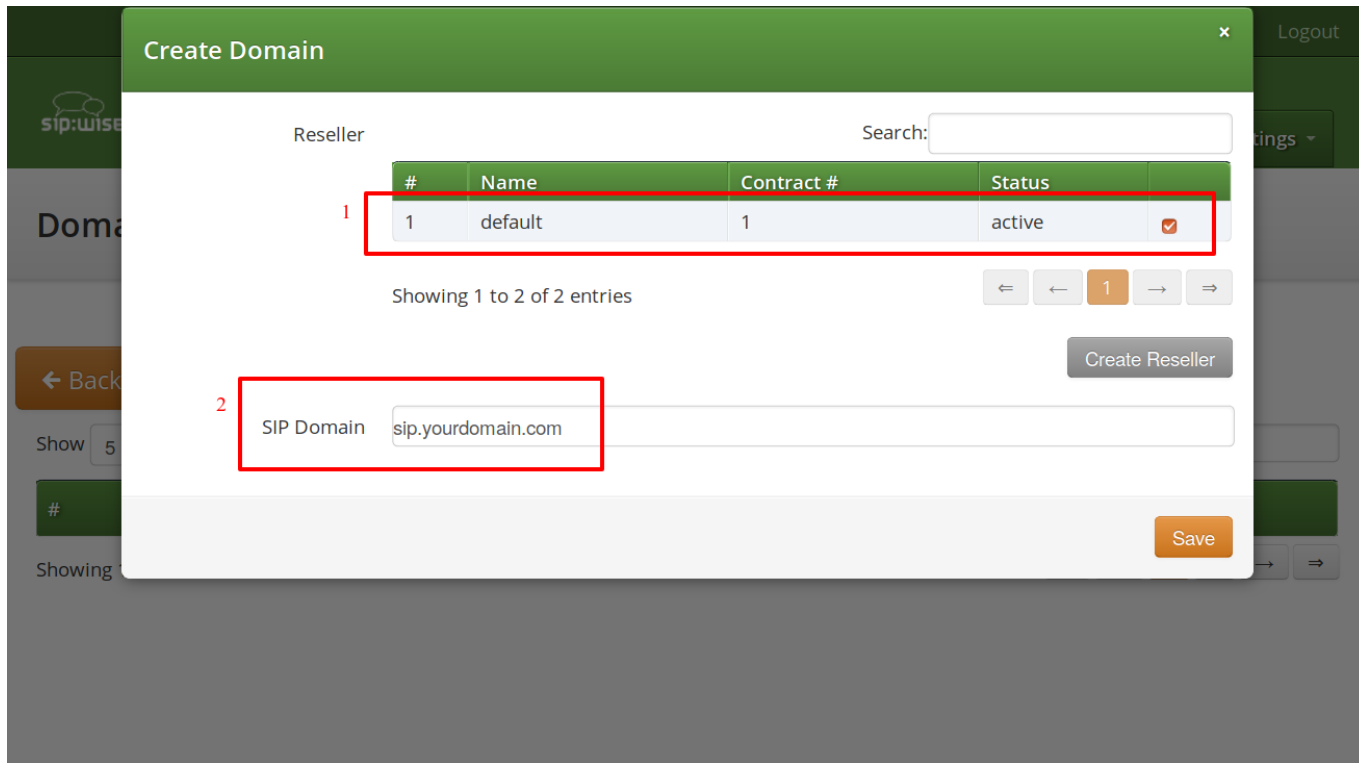 Logout
Create Domain ×
sip:wise
tings
Reseller
Search:
# Name Contract # Status
1
1 default 1 active
Doma
Showing 1 to 2 of 2 entries
⇐ ← 1 → ⇒
Create Reseller
← Back
2
SIP Domain sip.yourdomain.com
Show 5
#
Save
Showing
→ ⇒